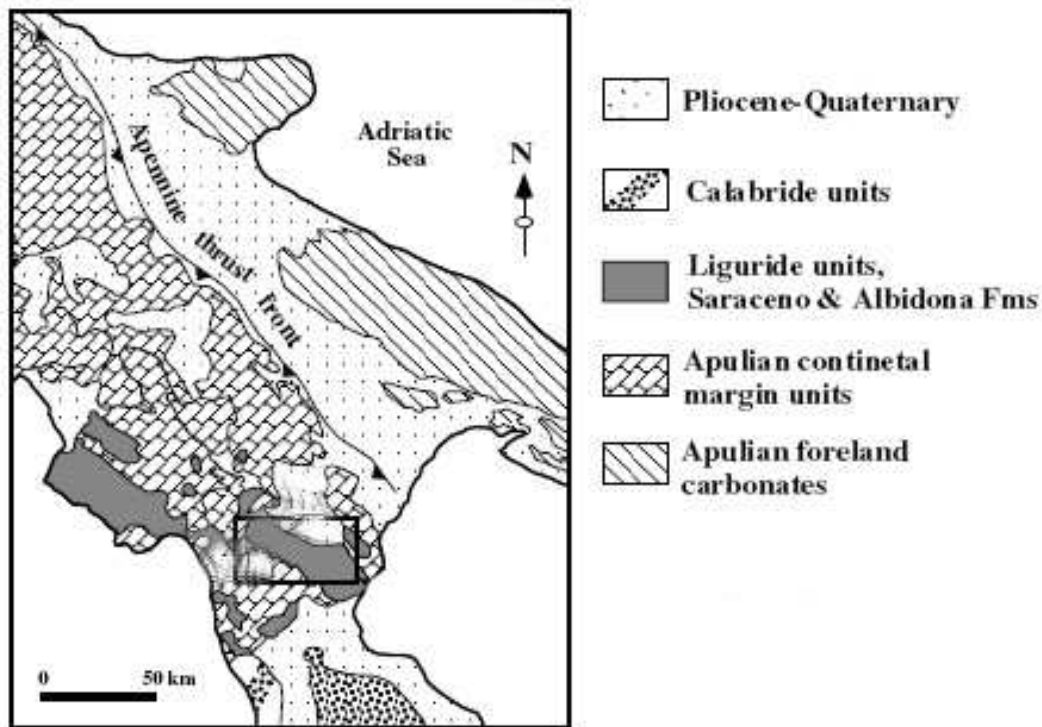 Adriatic
Sea
N
Apennine thrust front
0 50 km
Pliocene-Quaternary
Calabride units
Liguride units,
Saraceno & Albidona Fms
Apulian continetal
margin units
Apulian foreland
carbonates